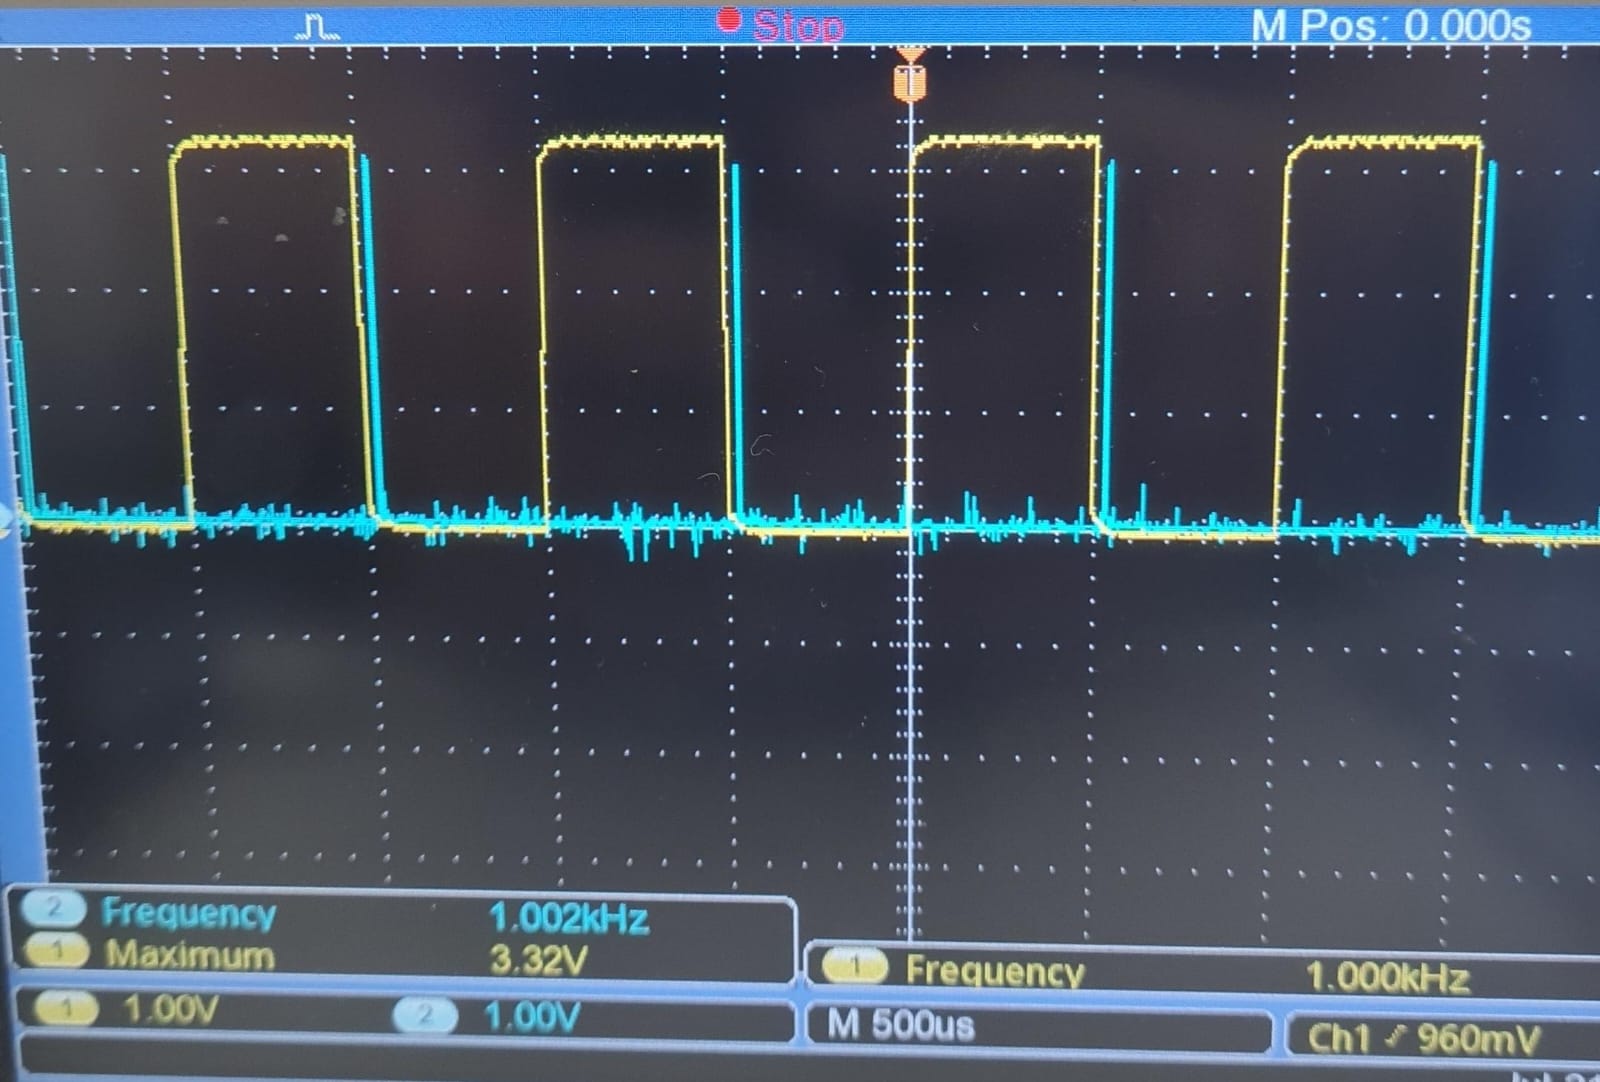 Stop M Pos: 0.000s
T
2 Frequency 1.002kHz
1 Maximum 3.32V
1 Frequency 1.000kHz
1 1.00V 2 1.00V
M 500us
Ch1 960mV